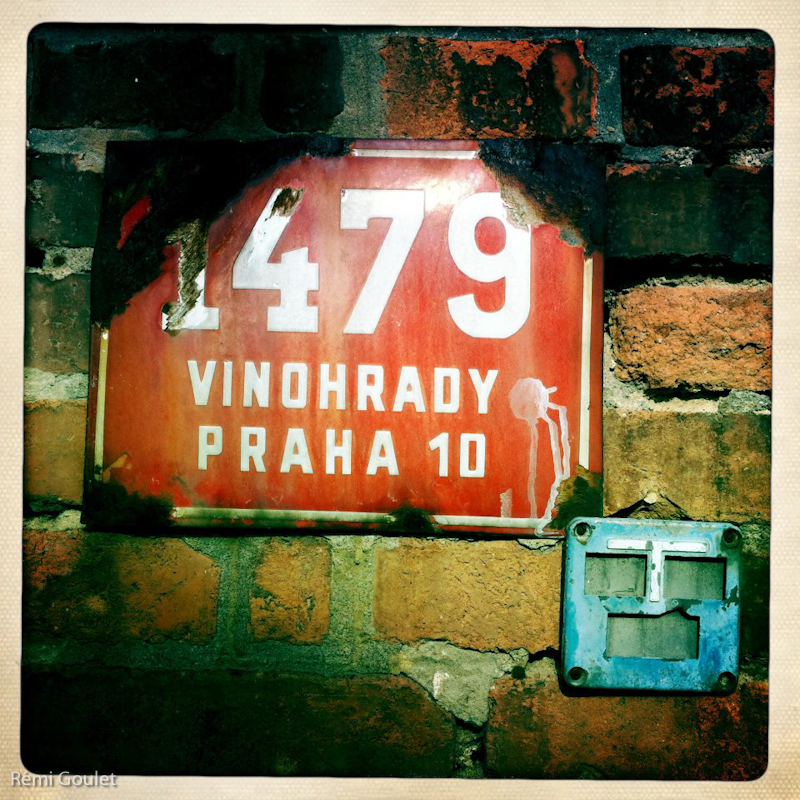 1479
VINOHRADY
PRAHA 10
Rémi Goulet